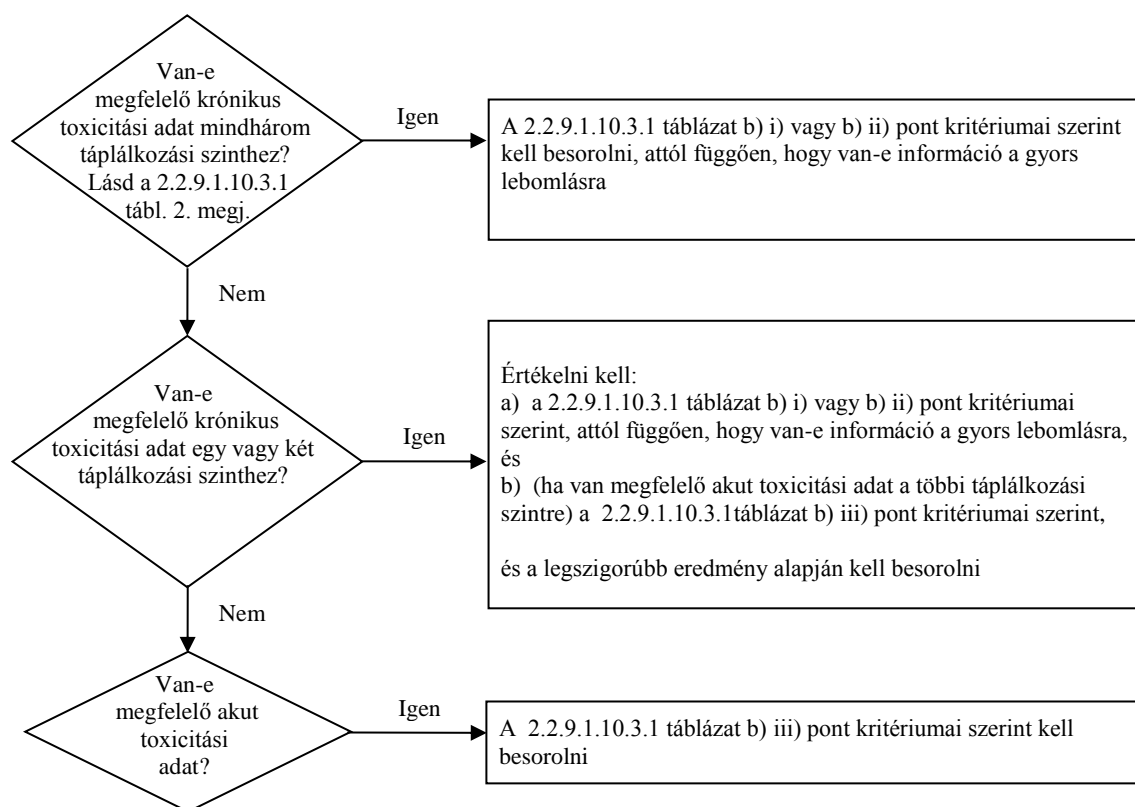 Van-e
megfelelő krónikus
toxicitási adat mindhárom
táplálkozási szinthez?
Lásd a 2.2.9.1.10.3.1
tábl. 2. megj.
Igen
A 2.2.9.1.10.3.1 táblázat b) i) vagy b) ii) pont kritériumai szerint
kell besorolni, attól függően, hogy van-e információ a gyors
lebomlásra
Nem
Van-e
megfelelő krónikus
toxicitási adat egy vagy két
táplálkozási szinthez?
Igen
Értékelni kell:
a) a 2.2.9.1.10.3.1 táblázat b) i) vagy b) ii) pont kritériumai
szerint, attól függően, hogy van-e információ a gyors lebomlásra,
és
b) (ha van megfelelő akut toxicitási adat a többi táplálkozási
szintre) a 2.2.9.1.10.3.1táblázat b) iii) pont kritériumai szerint,
és a legszigorúbb eredmény alapján kell besorolni
Nem
Van-e
megfelelő akut
toxicitási
adat?
Igen
A 2.2.9.1.10.3.1 táblázat b) iii) pont kritériumai szerint kell
besorolni